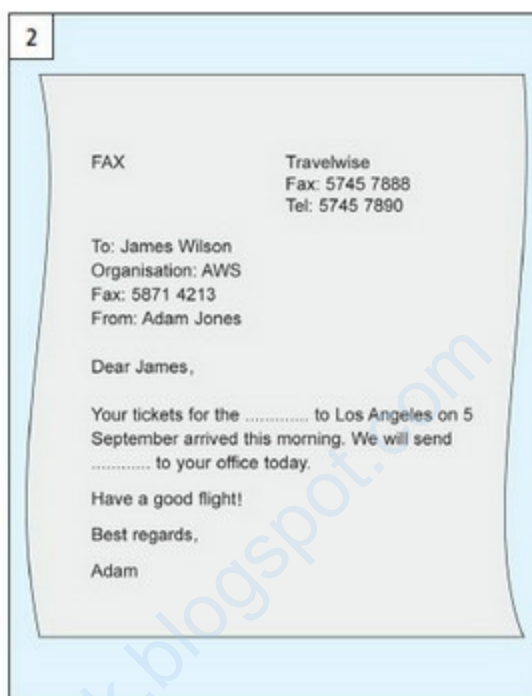 2
FAX
Travelwise
Fax: 5745 7888
Tel: 5745 7890
To: James Wilson
Organisation: AWS
Fax: 5871 4213
From: Adam Jones
Dear James,
Your tickets for the ............. to Los Angeles on 5
September arrived this morning. We will send
............ to your office today.
Have a good flight!
Best regards,
Adam
k.blogspot.com